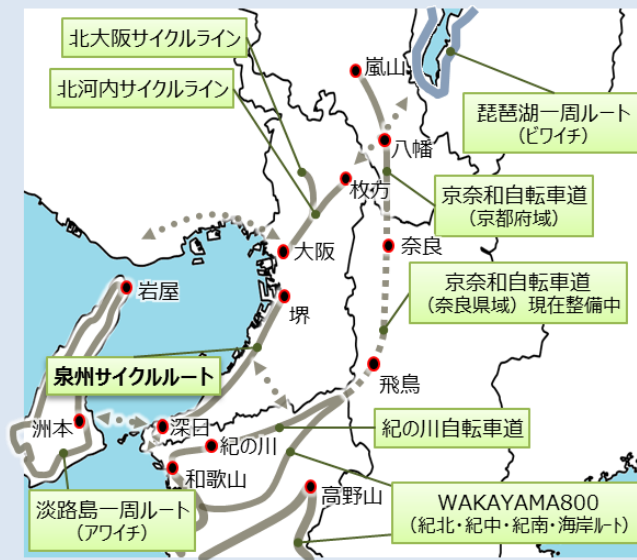 北大阪サイクルライン
北河内サイクルライン
嵐山
琵琶湖一周ルート
(ビワイチ)
八幡
枚方
京奈和自転車道
(京都府域)
大阪
奈良
岩屋
堺
京奈和自転車道
(奈良県域) 現在整備中
泉州サイクルルート
飛鳥
洲本
深日
紀の川
紀の川自転車道
和歌山
高野山
淡路島一周ルート
(アワイチ)
WAKAYAMA800
(紀北・紀中・紀南・海岸ルート)